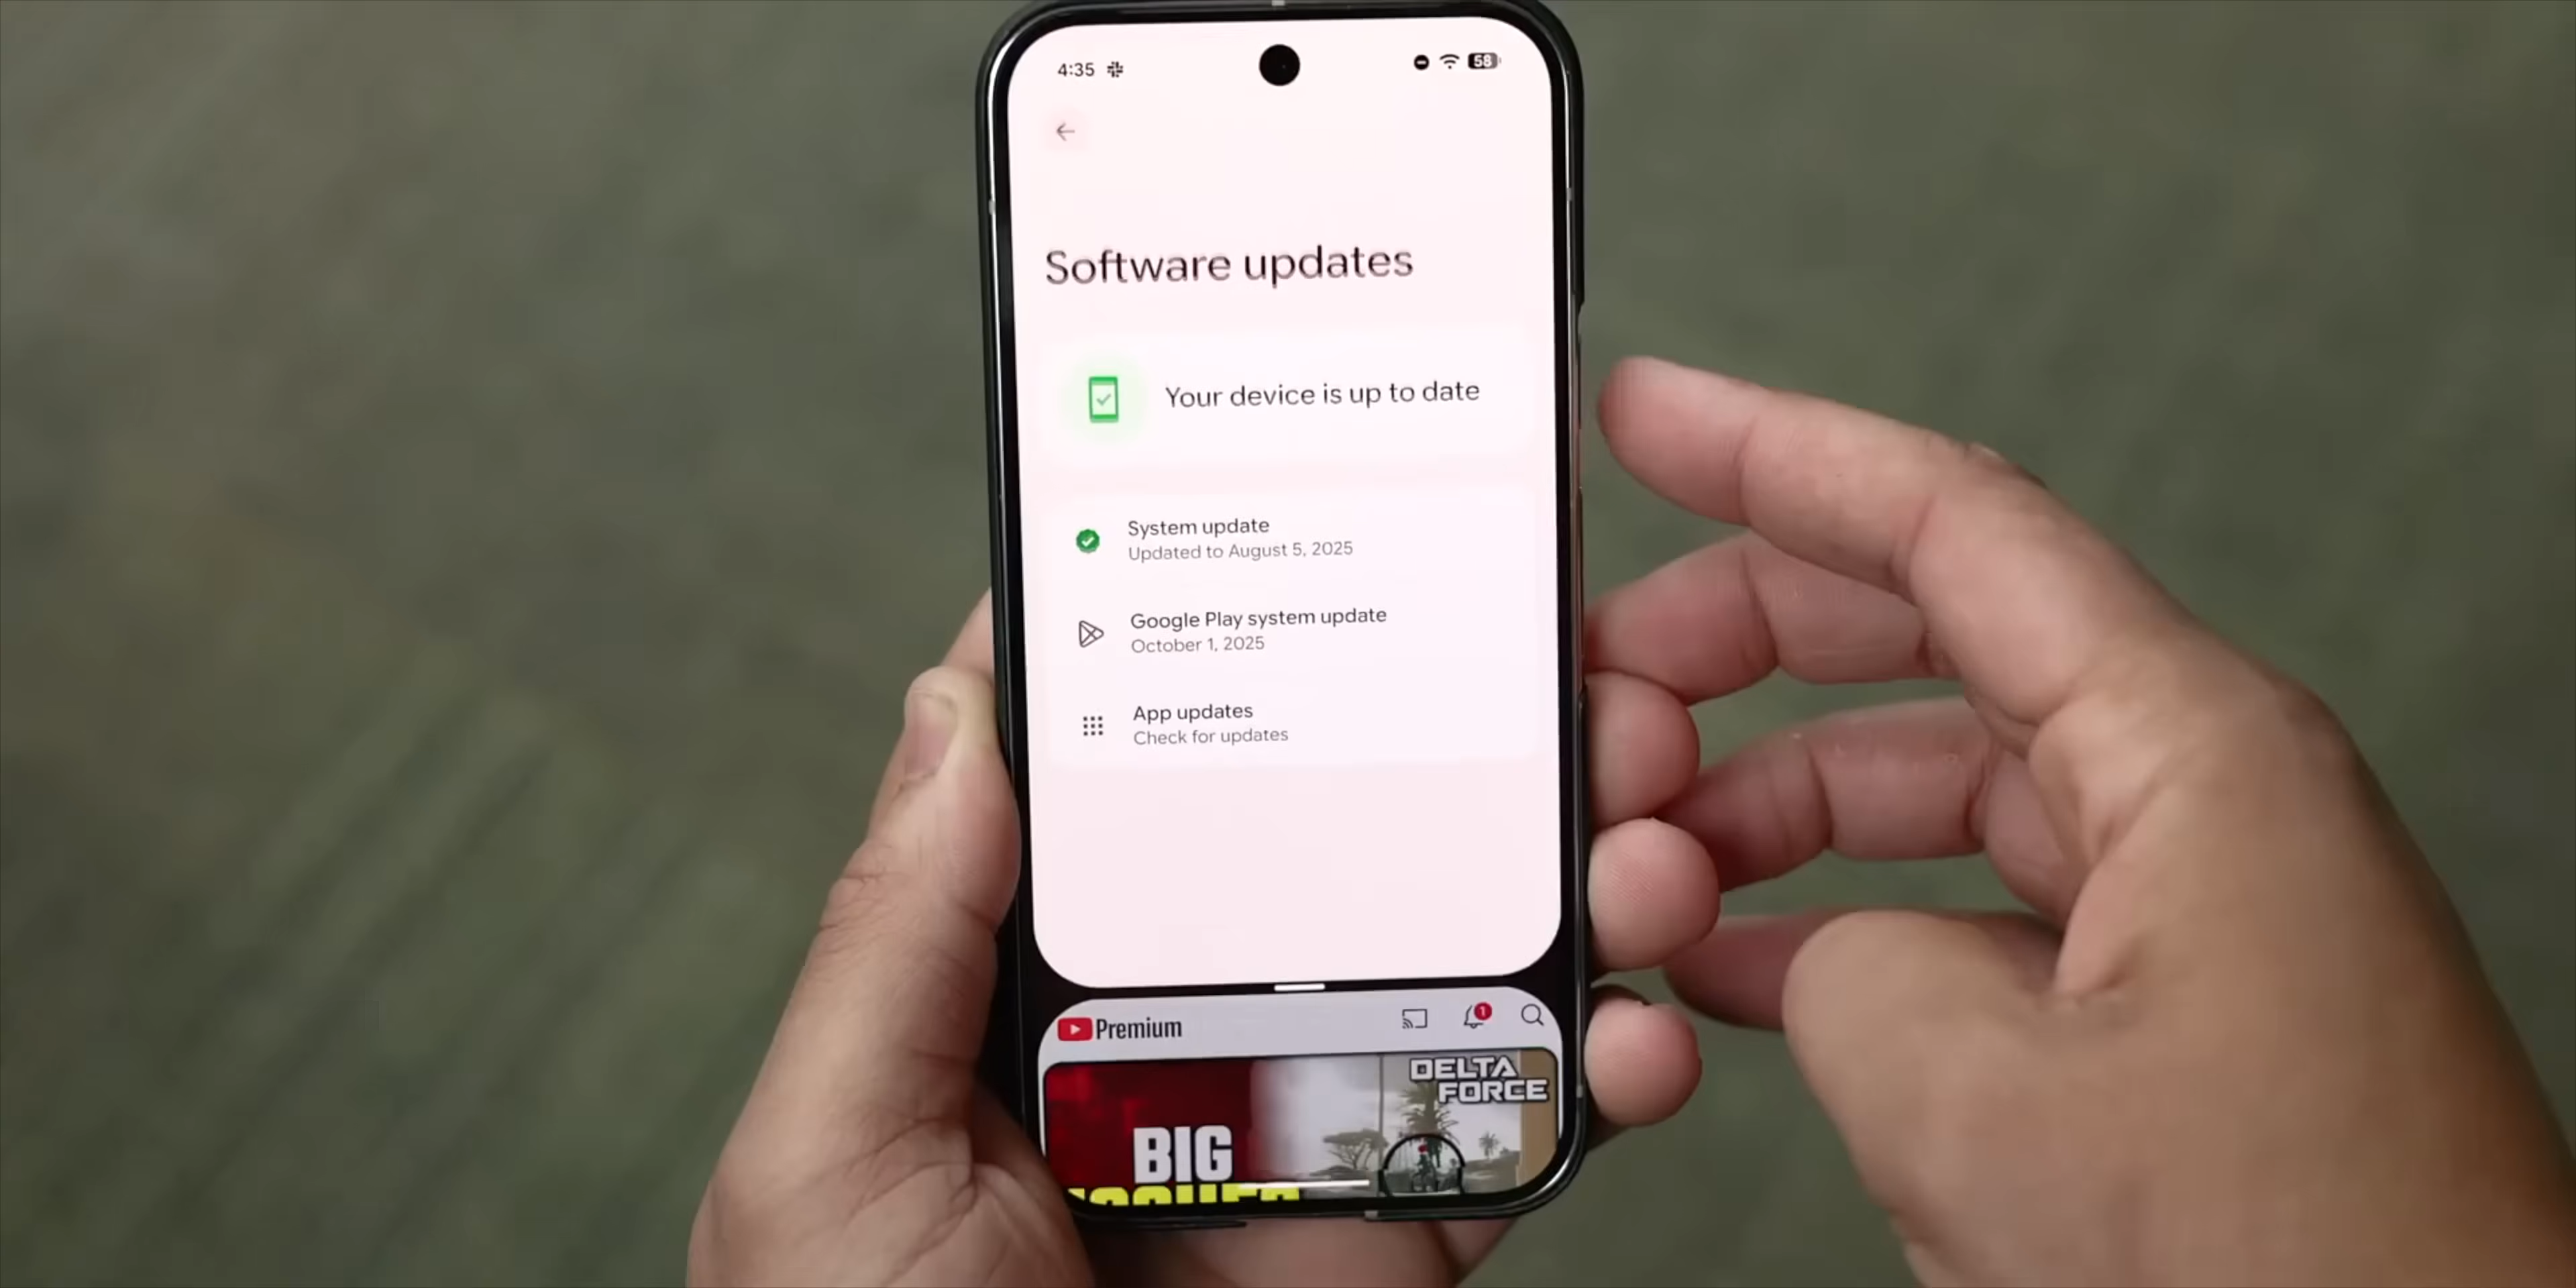 4:35
58
Software updates
Your device is up to date
System update
Updated to August 5, 2025
Google Play system update
October 1, 2025
App updates
Check for updates
Premium
1
DELTA
FORCE
BIG